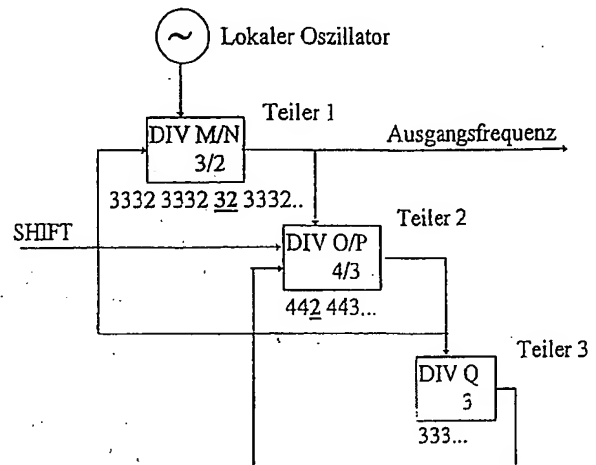 ~
Lokaler Oszillator
Teiler 1
DIV M/N
3/2
Ausgangsfrequenz
3332 3332 32 3332..
Teiler 2
SHIFT
DIV O/P
4/3
442 443...
Teiler 3
DIV Q
3
333...